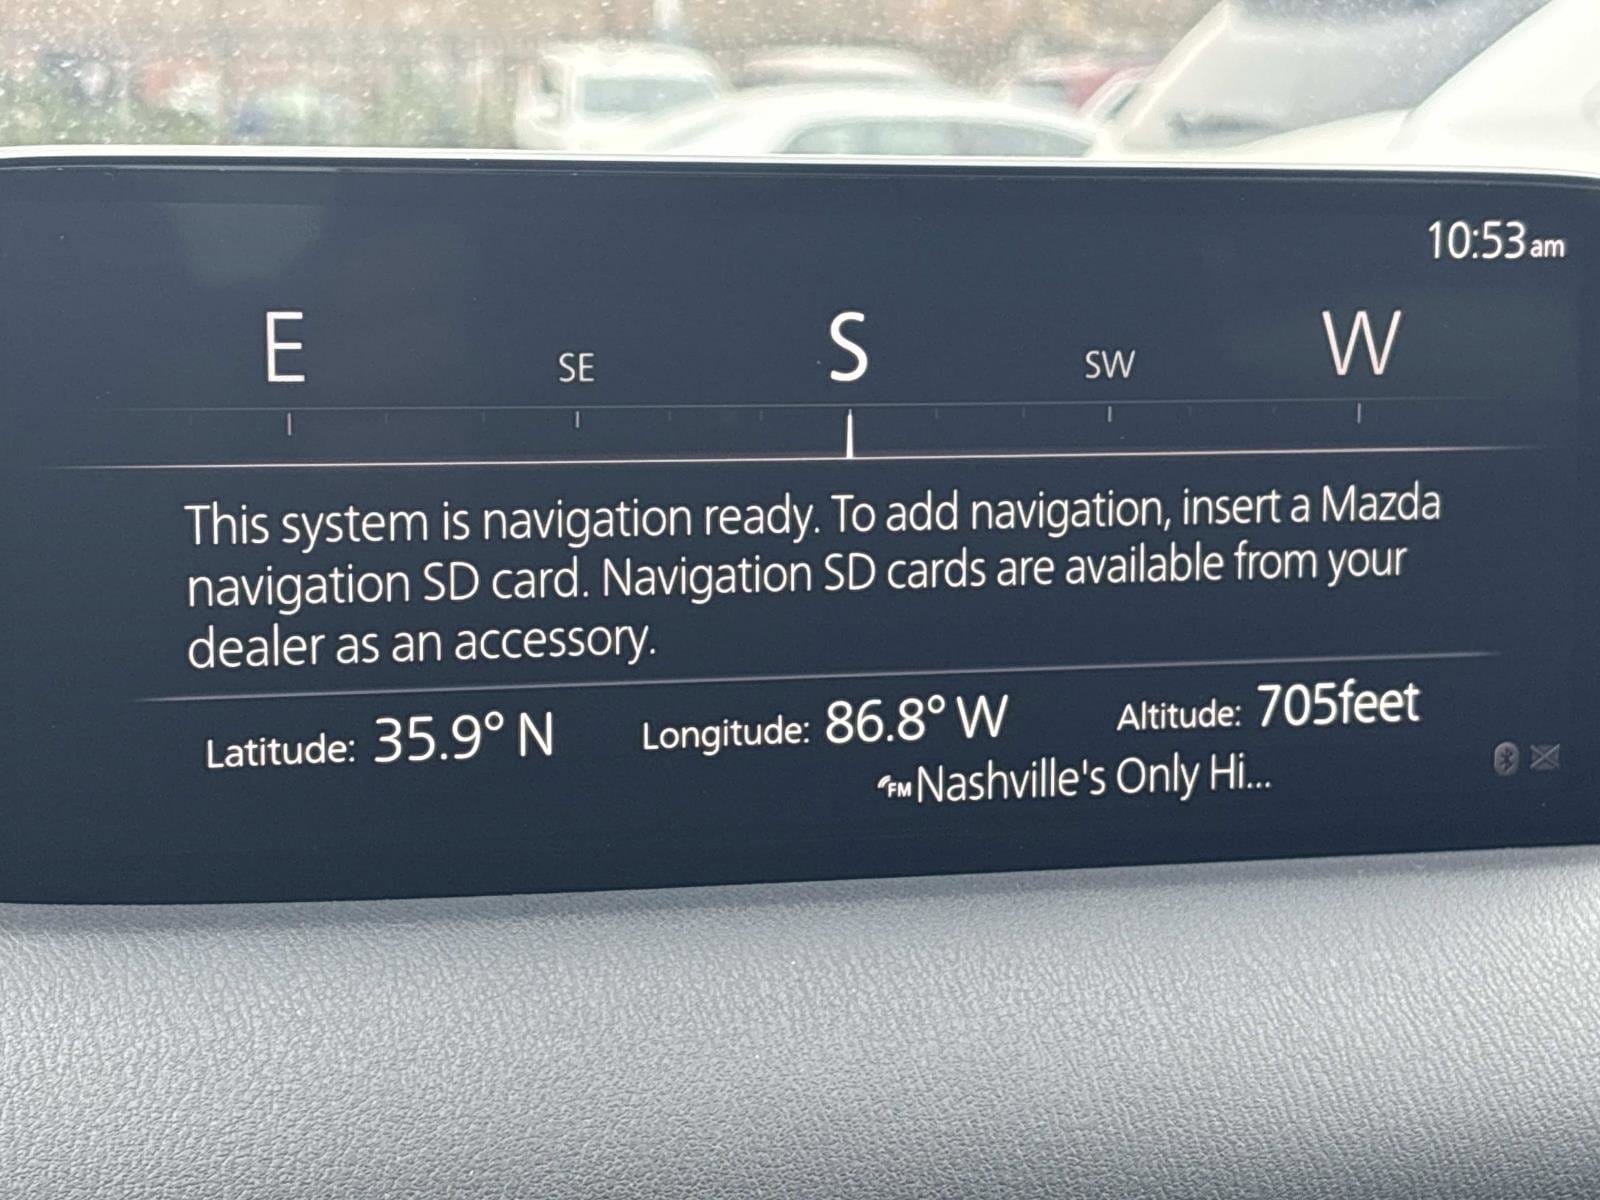 10:53am
E SE S SW W
This system is navigation ready. To add navigation, insert a Mazda
navigation SD card. Navigation SD cards are available from your
dealer as an accessory.
Latitude: 35.9° N Longitude: 86.8° W Altitude: 705feet
FM Nashville's Only Hi...